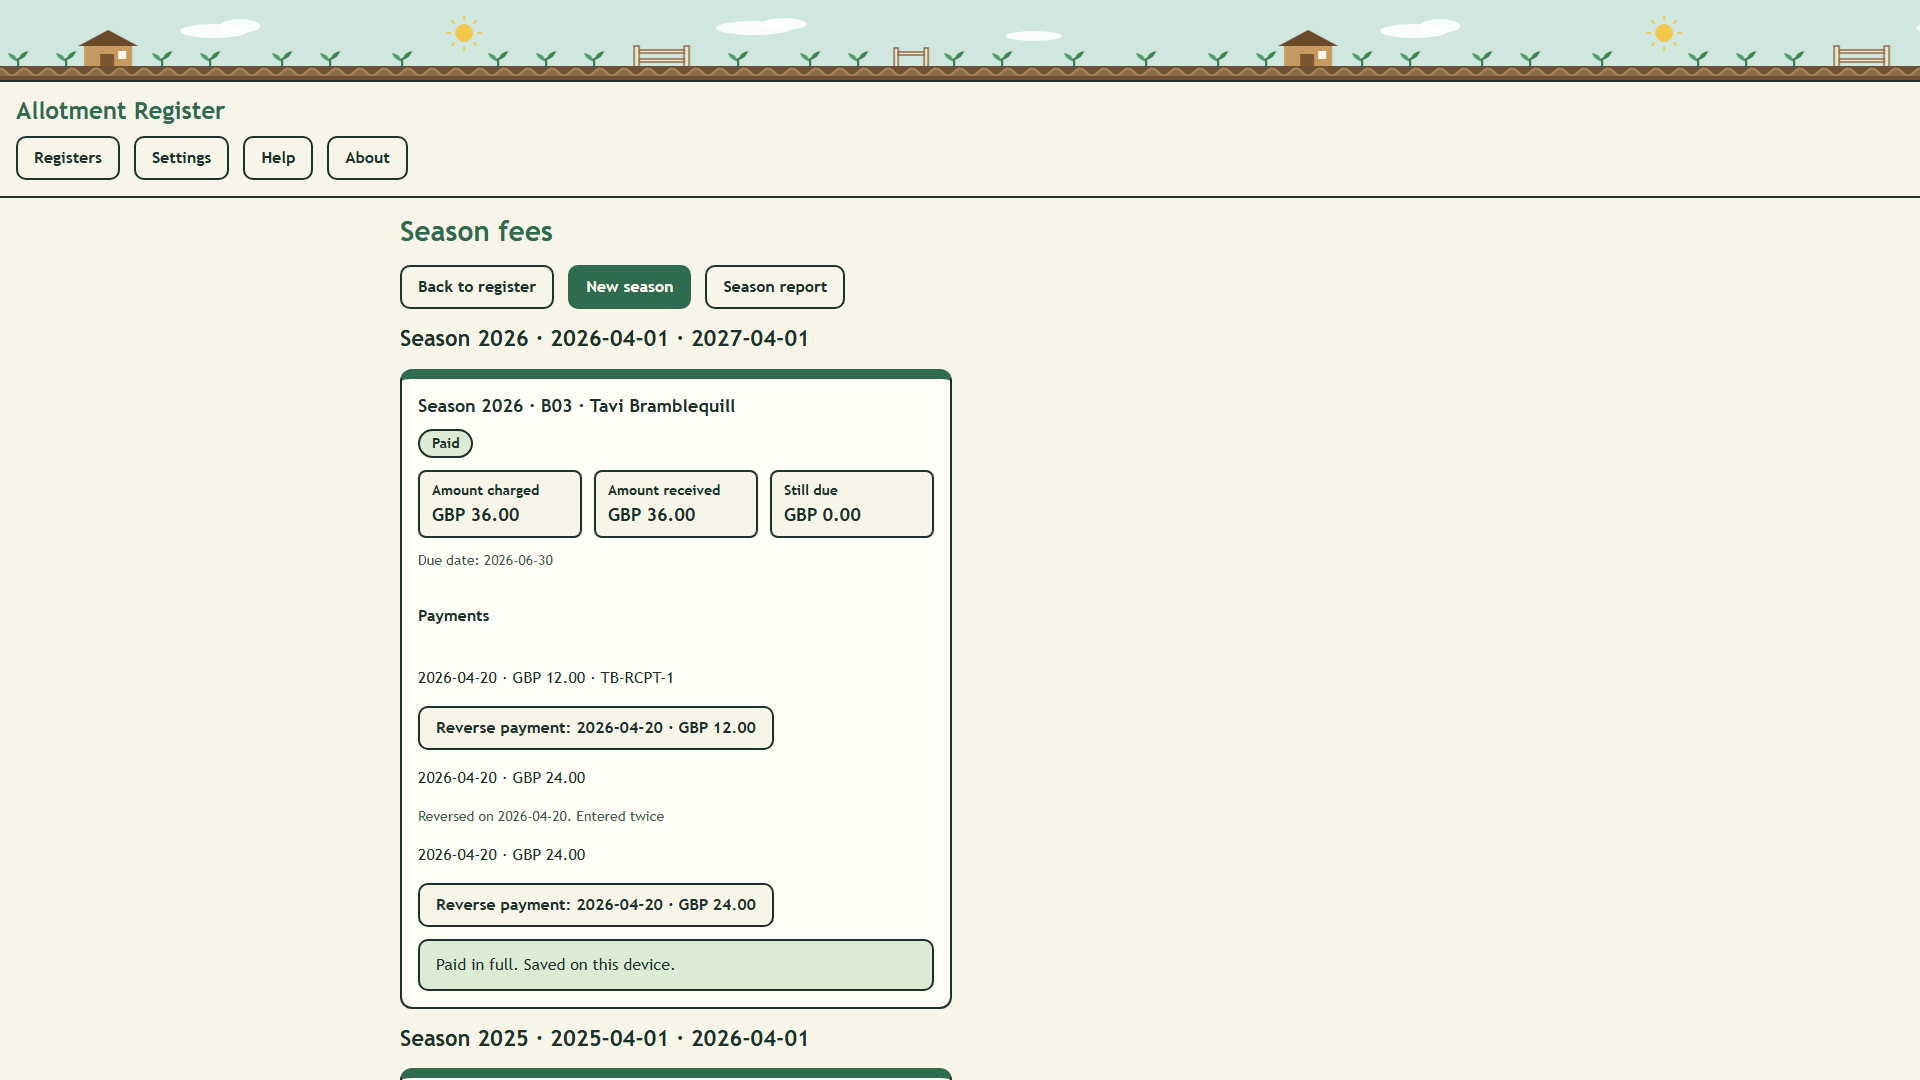 Allotment Register
Registers
Settings
Help
About
Season fees
Back to register
New season
Season report
Season 2026 · 2026-04-01 · 2027-04-01
Season 2026 · B03 · Tavi Bramblequill
Paid
Amount charged
GBP 36.00
Amount received
GBP 36.00
Still due
GBP 0.00
Due date: 2026-06-30
Payments
2026-04-20 · GBP 12.00 · TB-RCPT-1
Reverse payment: 2026-04-20 · GBP 12.00
2026-04-20 · GBP 24.00
Reversed on 2026-04-20. Entered twice
2026-04-20 · GBP 24.00
Reverse payment: 2026-04-20 · GBP 24.00
Paid in full. Saved on this device.
Season 2025 · 2025-04-01 · 2026-04-01